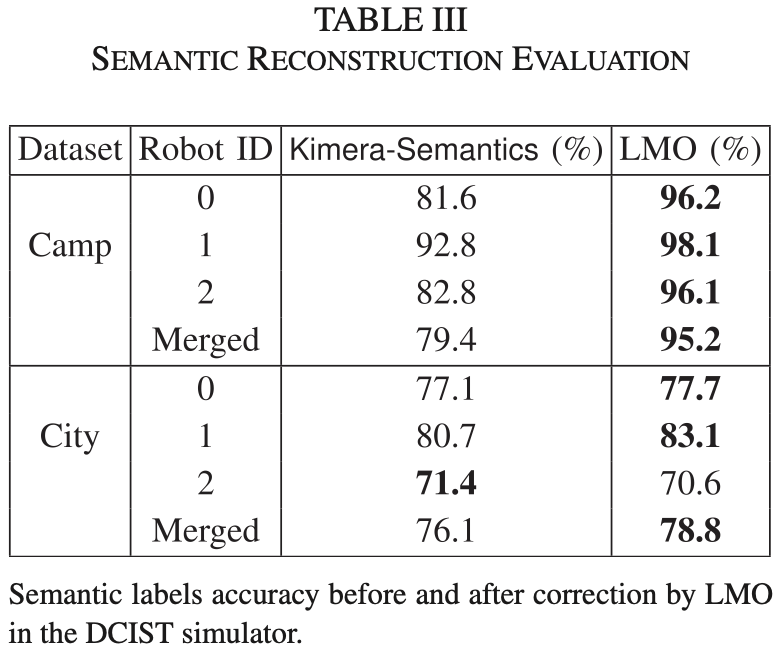 TABLE III
SEMANTIC RECONSTRUCTION EVALUATION
Dataset Robot ID Kimera-Semantics (%) LMO (%)
0 81.6 96.2
Camp 1 92.8 98.1
2 82.8 96.1
Merged 79.4 95.2
0 77.1 77.7
City 1 80.7 83.1
2 71.4 70.6
Merged 76.1 78.8
Semantic labels accuracy before and after correction by LMO
in the DCIST simulator.